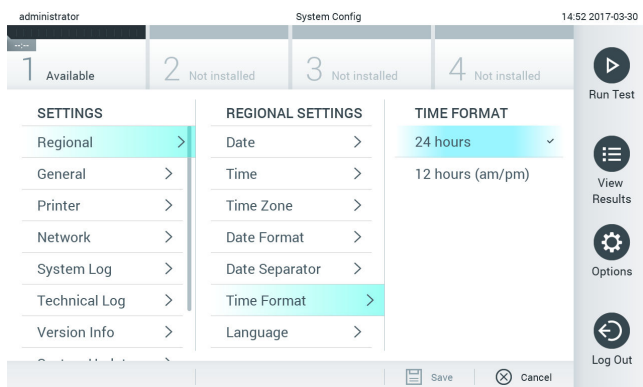 administrator System Config 14:52 2017-03-30
--:--
1 Available 2 Not installed 3 Not installed 4 Not installed
Run Test
SETTINGS REGIONAL SETTINGS TIME FORMAT
Regional > Date > 24 hours ✓
General > Time > 12 hours (am/pm)
View
Results
Printer > Time Zone >
Network > Date Format >
System Log > Date Separator >
Options
Technical Log > Time Format >
Version Info > Language >
Log Out
Save Cancel